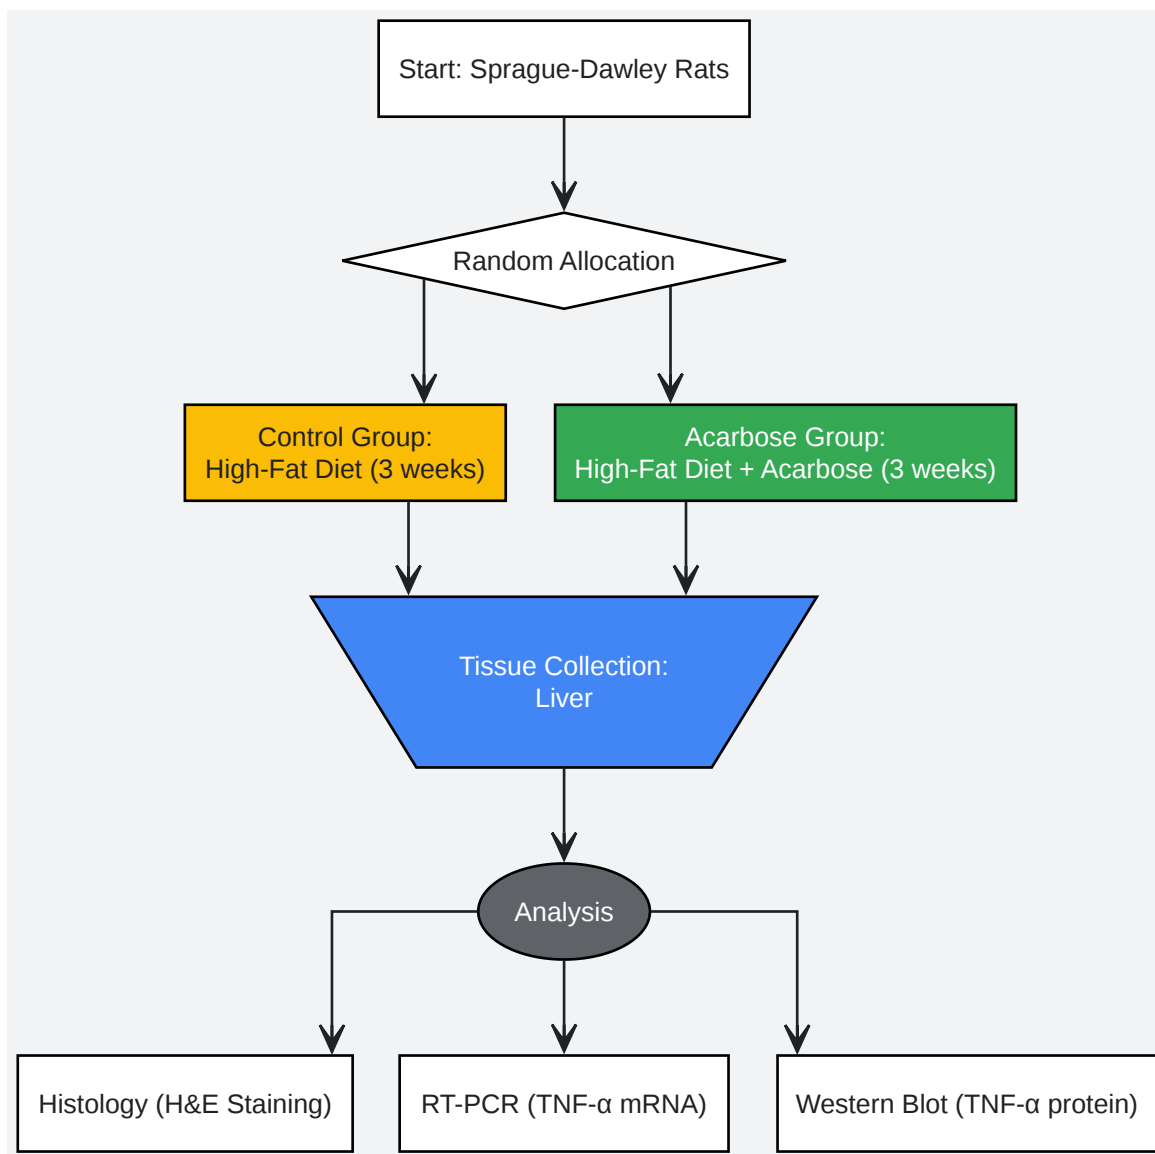 Start: Sprague-Dawley Rats
Random Allocation
Control Group:
High-Fat Diet (3 weeks)
Acarbose Group:
High-Fat Diet + Acarbose (3 weeks)
Tissue Collection:
Liver
Analysis
Histology (H&E Staining)
RT-PCR (TNF-α mRNA)
Western Blot (TNF-α protein)